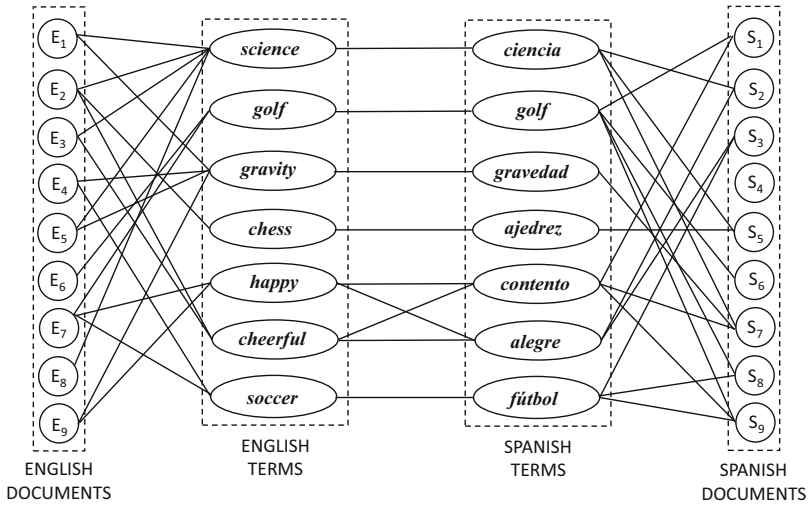 E1
E2
E3
E4
E5
E6
E7
E8
E9
ENGLISH
DOCUMENTS
science
golf
gravity
chess
happy
cheerful
soccer
ENGLISH
TERMS
ciencia
golf
gravedad
ajedrez
contento
alegre
fútbol
SPANISH
TERMS
S1
S2
S3
S4
S5
S6
S7
S8
S9
SPANISH
DOCUMENTS